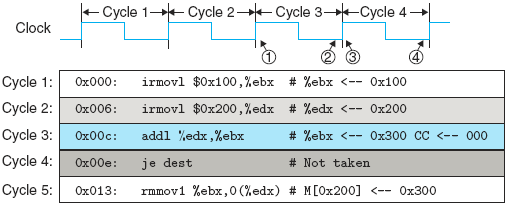 Cycle 1 Cycle 2 Cycle 3 Cycle 4
Clock
① ② ③ ④
Cycle 1: 0x000: irmovl $0x100,%ebx # %ebx <-- 0x100
Cycle 2: 0x006: irmovl $0x200,%edx # %edx <-- 0x200
Cycle 3: 0x00c: addl %edx,%ebx # %ebx <-- 0x300 CC <-- 000
Cycle 4: 0x00e: je dest # Not taken
Cycle 5: 0x013: rmmovl %ebx,0(%edx) # M[0x200] <-- 0x300